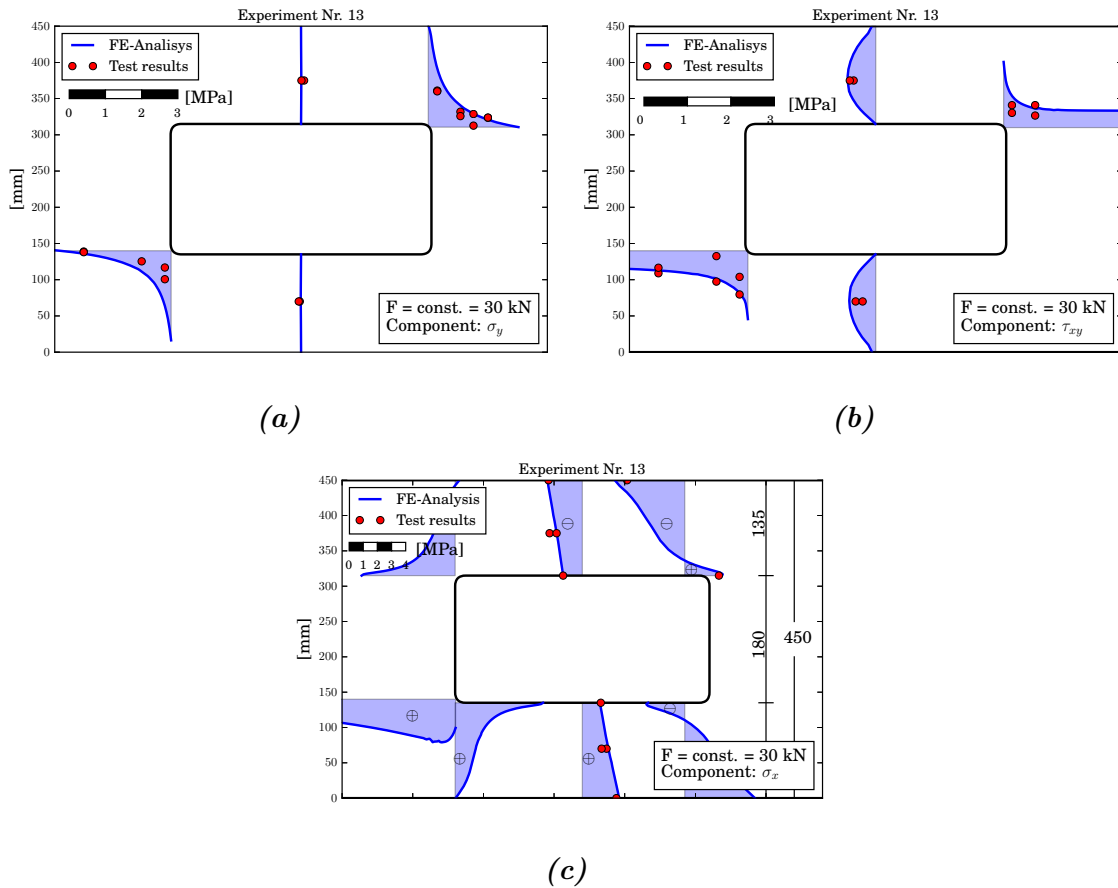 Experiment Nr. 13
450
400
350
300
250
200
150
100
50
0
[mm]
FE-Analisys
Test results
[MPa]
0 1 2 3
F = const. = 30 kN
Component: σy
(a)
Experiment Nr. 13
450
400
350
300
250
200
150
100
50
0
[mm]
FE-Analisys
Test results
[MPa]
0 1 2 3
F = const. = 30 kN
Component: τxy
(b)
Experiment Nr. 13
450
400
350
300
250
200
150
100
50
0
[mm]
FE-Analysis
Test results
[MPa]
0 1 2 3 4
135
180
450
F = const. = 30 kN
Component: σx
(c)